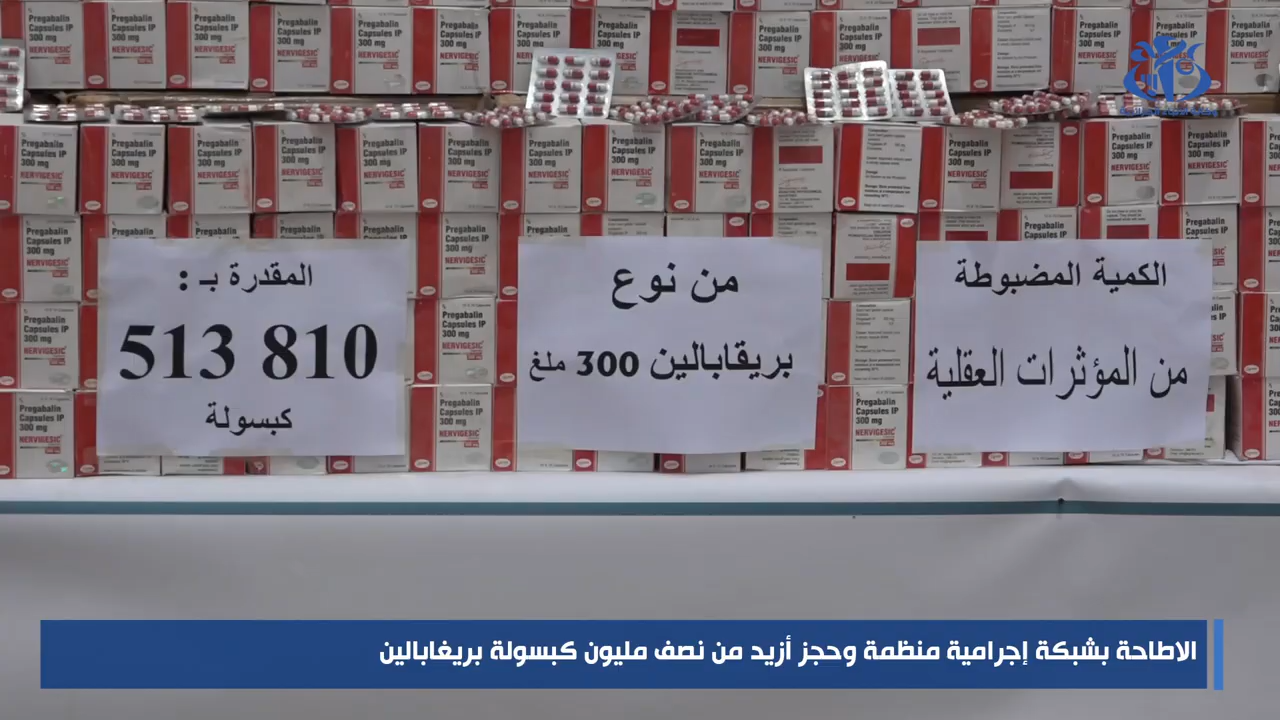 Pregabalin
Capsules IP
300 mg
NERVIGESIC
الكمية المضبوطة
من المؤثرات العقلية
من نوع
بريقابالين 300 ملغ
المقدرة بـ :
513 810
كبسولة
الاطاحة بشبكة إجرامية منظمة وحجز أزيد من نصف مليون كبسولة بريغابالين